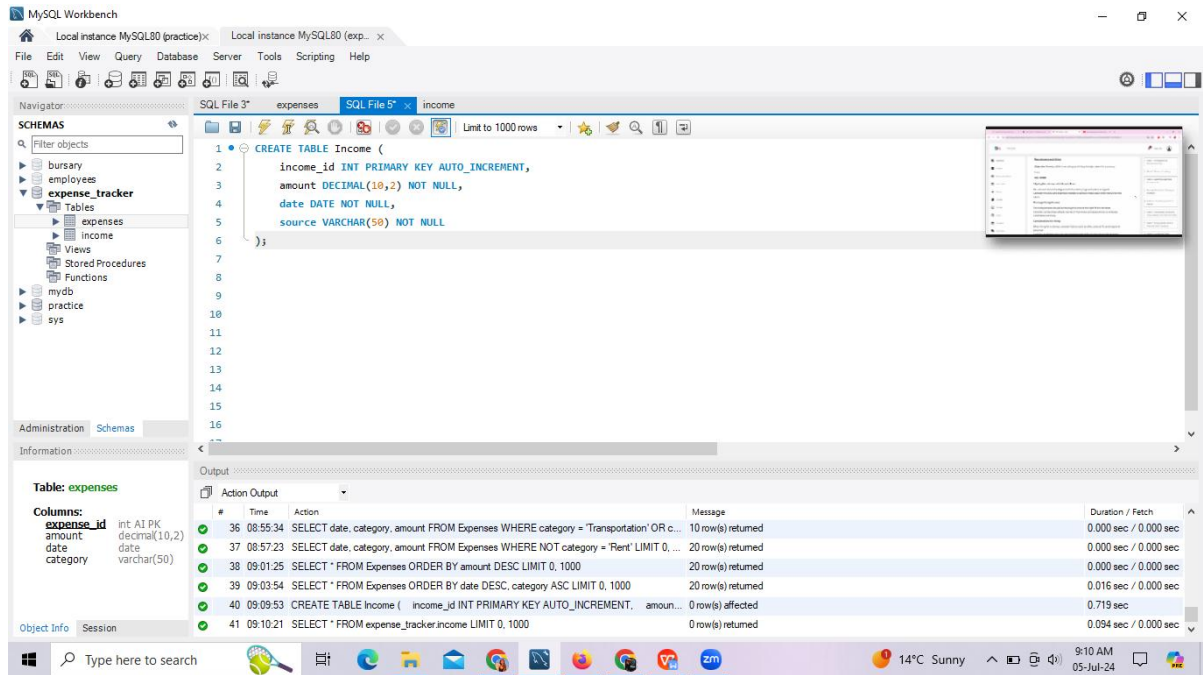 MySQL Workbench
Local instance MySQL80 (practice) × Local instance MySQL80 (exp... ×
File Edit View Query Database Server Tools Scripting Help
Navigator
SQL File 3* expenses SQL File 5* × income
SCHEMAS
Filter objects
Limit to 1000 rows
bursary
employees
expense_tracker
Tables
expenses
income
Views
Stored Procedures
Functions
mydb
practice
sys
1 CREATE TABLE Income (
2 income_id INT PRIMARY KEY AUTO_INCREMENT,
3 amount DECIMAL(10,2) NOT NULL,
4 date DATE NOT NULL,
5 source VARCHAR(50) NOT NULL
6 );
7
8
9
10
11
12
13
14
15
16
Administration Schemas
Information
Table: expenses
Columns:
expense_id int AI PK
amount decimal(10,2)
date date
category varchar(50)
Object Info Session
Output
Action Output
# Time Action Message Duration / Fetch
36 08:55:34 SELECT date, category, amount FROM Expenses WHERE category = 'Transportation' OR c... 10 row(s) returned 0.000 sec / 0.000 sec
37 08:57:23 SELECT date, category, amount FROM Expenses WHERE NOT category = 'Rent' LIMIT 0, ... 20 row(s) returned 0.000 sec / 0.000 sec
38 09:01:25 SELECT * FROM Expenses ORDER BY amount DESC LIMIT 0, 1000 20 row(s) returned 0.000 sec / 0.000 sec
39 09:03:54 SELECT * FROM Expenses ORDER BY date DESC, category ASC LIMIT 0, 1000 20 row(s) returned 0.016 sec / 0.000 sec
40 09:09:53 CREATE TABLE Income ( income_id INT PRIMARY KEY AUTO_INCREMENT, amoun... 0 row(s) affected 0.719 sec
41 09:10:21 SELECT * FROM expense_tracker.income LIMIT 0, 1000 0 row(s) returned 0.094 sec / 0.000 sec
Type here to search
zm
14°C Sunny
9:10 AM
05-Jul-24